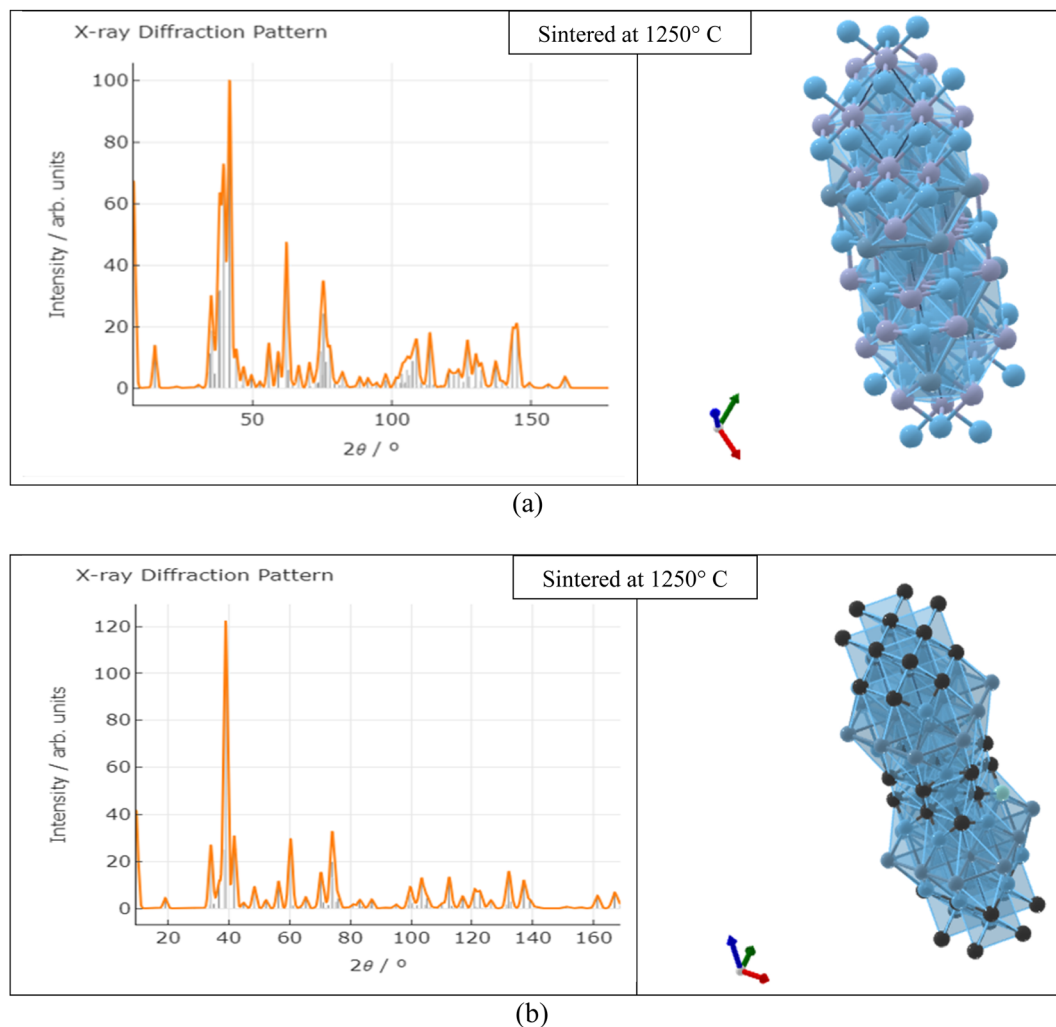 X-ray Diffraction Pattern
Sintered at 1250° C
100
80
60
40
20
0
Intensity / arb. units
50
100
150
2θ / º
(a)
X-ray Diffraction Pattern
Sintered at 1250° C
120
100
80
60
40
20
0
Intensity / arb. units
20
40
60
80
100
120
140
160
2θ / º
(b)